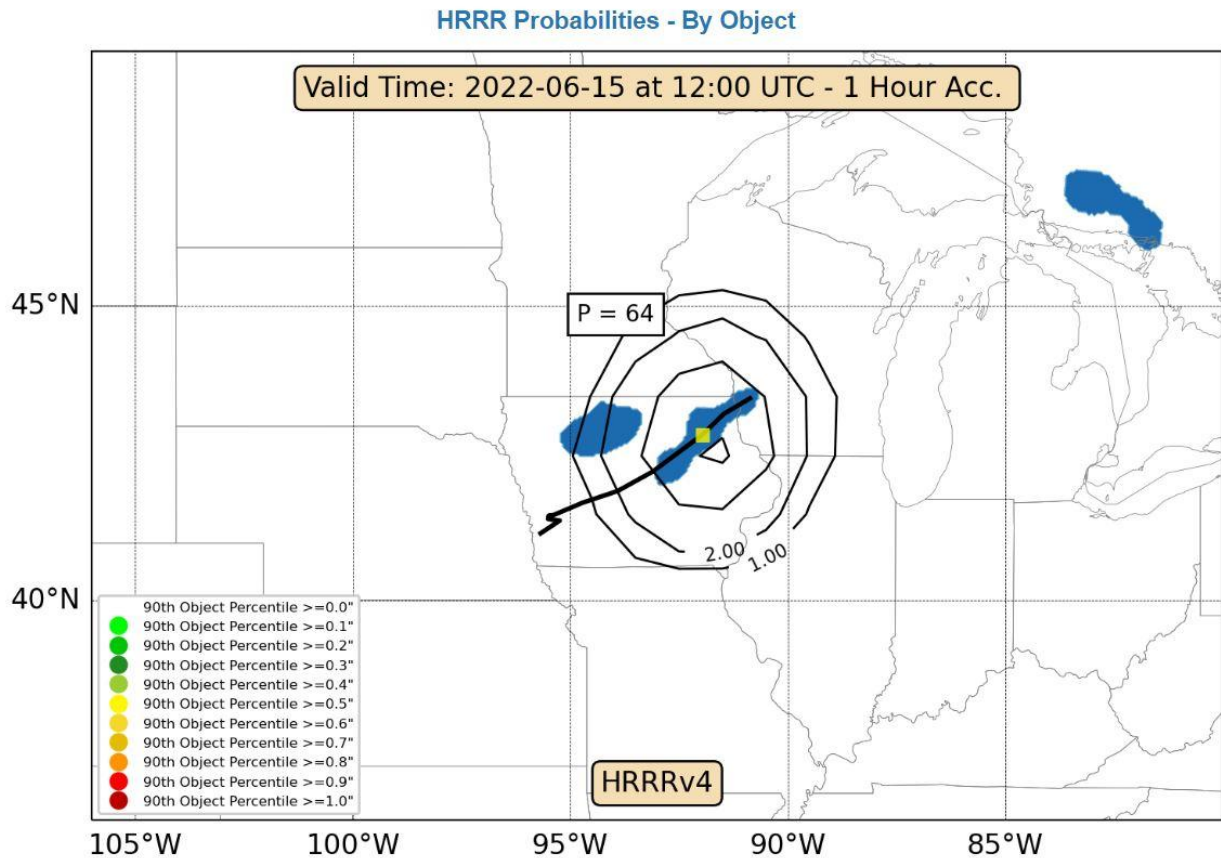 HRRR Probabilities - By Object
Valid Time: 2022-06-15 at 12:00 UTC - 1 Hour Acc.
45°N
P = 64
2.00
1.00
40°N
90th Object Percentile >=0.0"
90th Object Percentile >=0.1"
90th Object Percentile >=0.2"
90th Object Percentile >=0.3"
90th Object Percentile >=0.4"
90th Object Percentile >=0.5"
90th Object Percentile >=0.6"
90th Object Percentile >=0.7"
90th Object Percentile >=0.8"
90th Object Percentile >=0.9"
90th Object Percentile >=1.0"
HRRRv4
105°W
100°W
95°W
90°W
85°W